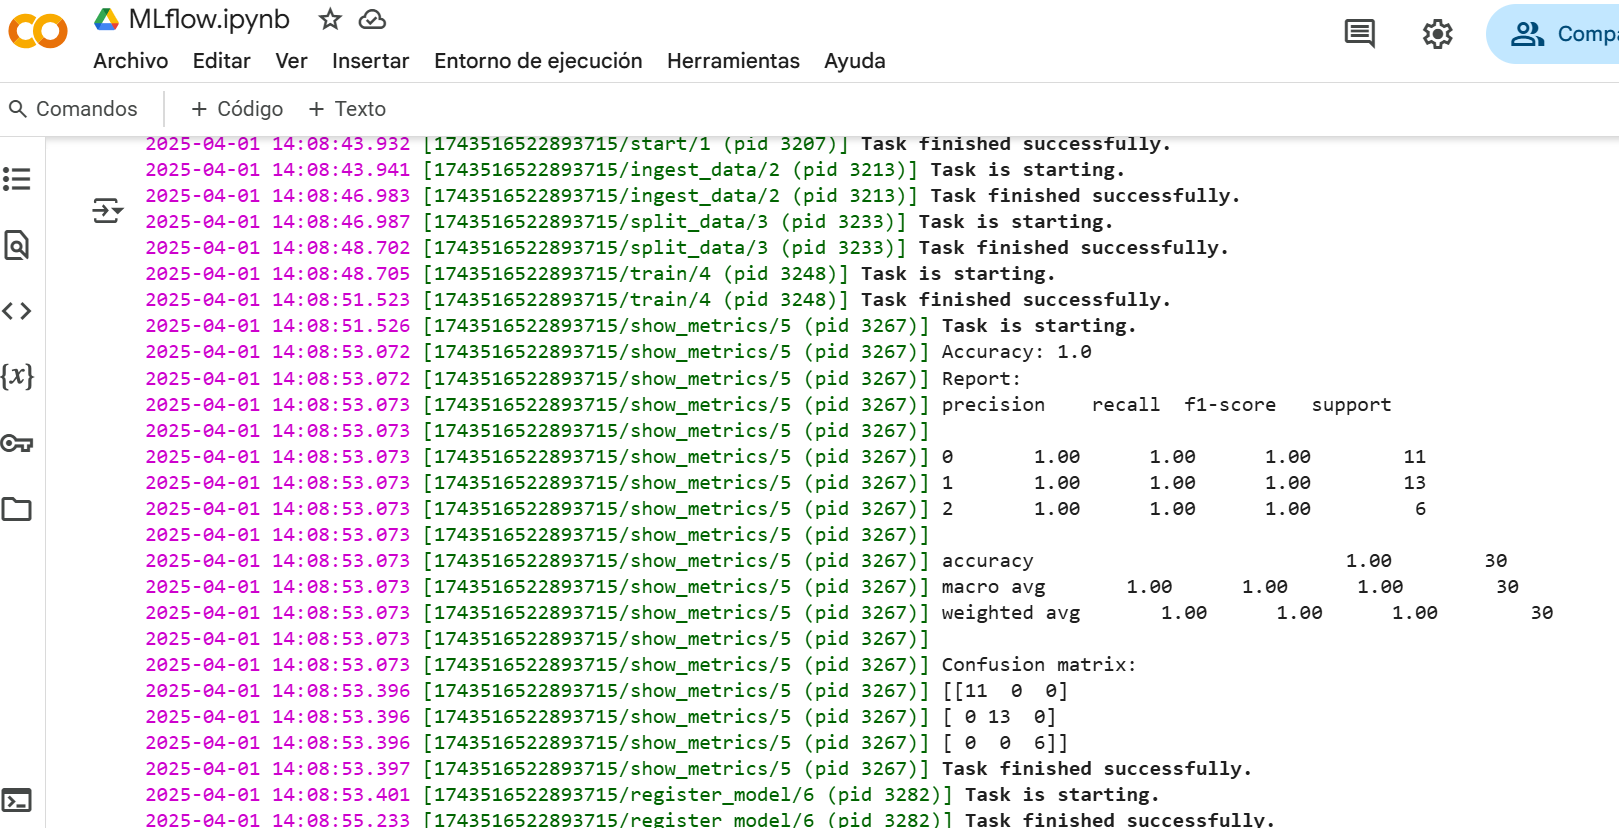 MLflow.ipynb
Archivo Editar Ver Insertar Entorno de ejecución Herramientas Ayuda
Comandos + Código + Texto
2025-04-01 14:08:43.932 [1743516522893715/start/1 (pid 3207)] Task finished successfully.
2025-04-01 14:08:43.941 [1743516522893715/ingest_data/2 (pid 3213)] Task is starting.
2025-04-01 14:08:46.983 [1743516522893715/ingest_data/2 (pid 3213)] Task finished successfully.
2025-04-01 14:08:46.987 [1743516522893715/split_data/3 (pid 3233)] Task is starting.
2025-04-01 14:08:48.702 [1743516522893715/split_data/3 (pid 3233)] Task finished successfully.
2025-04-01 14:08:48.705 [1743516522893715/train/4 (pid 3248)] Task is starting.
2025-04-01 14:08:51.523 [1743516522893715/train/4 (pid 3248)] Task finished successfully.
2025-04-01 14:08:51.526 [1743516522893715/show_metrics/5 (pid 3267)] Task is starting.
2025-04-01 14:08:53.072 [1743516522893715/show_metrics/5 (pid 3267)] Accuracy: 1.0
2025-04-01 14:08:53.072 [1743516522893715/show_metrics/5 (pid 3267)] Report:
2025-04-01 14:08:53.073 [1743516522893715/show_metrics/5 (pid 3267)] precision recall f1-score support
2025-04-01 14:08:53.073 [1743516522893715/show_metrics/5 (pid 3267)]
2025-04-01 14:08:53.073 [1743516522893715/show_metrics/5 (pid 3267)] 0 1.00 1.00 1.00 11
2025-04-01 14:08:53.073 [1743516522893715/show_metrics/5 (pid 3267)] 1 1.00 1.00 1.00 13
2025-04-01 14:08:53.073 [1743516522893715/show_metrics/5 (pid 3267)] 2 1.00 1.00 1.00 6
2025-04-01 14:08:53.073 [1743516522893715/show_metrics/5 (pid 3267)]
2025-04-01 14:08:53.073 [1743516522893715/show_metrics/5 (pid 3267)] accuracy 1.00 30
2025-04-01 14:08:53.073 [1743516522893715/show_metrics/5 (pid 3267)] macro avg 1.00 1.00 1.00 30
2025-04-01 14:08:53.073 [1743516522893715/show_metrics/5 (pid 3267)] weighted avg 1.00 1.00 1.00 30
2025-04-01 14:08:53.073 [1743516522893715/show_metrics/5 (pid 3267)]
2025-04-01 14:08:53.073 [1743516522893715/show_metrics/5 (pid 3267)] Confusion matrix:
2025-04-01 14:08:53.396 [1743516522893715/show_metrics/5 (pid 3267)] [[11 0 0]
2025-04-01 14:08:53.396 [1743516522893715/show_metrics/5 (pid 3267)] [ 0 13 0]
2025-04-01 14:08:53.396 [1743516522893715/show_metrics/5 (pid 3267)] [ 0 0 6]]
2025-04-01 14:08:53.397 [1743516522893715/show_metrics/5 (pid 3267)] Task finished successfully.
2025-04-01 14:08:53.401 [1743516522893715/register_model/6 (pid 3282)] Task is starting.
2025-04-01 14:08:55.233 [1743516522893715/register_model/6 (pid 3282)] Task finished successfully.